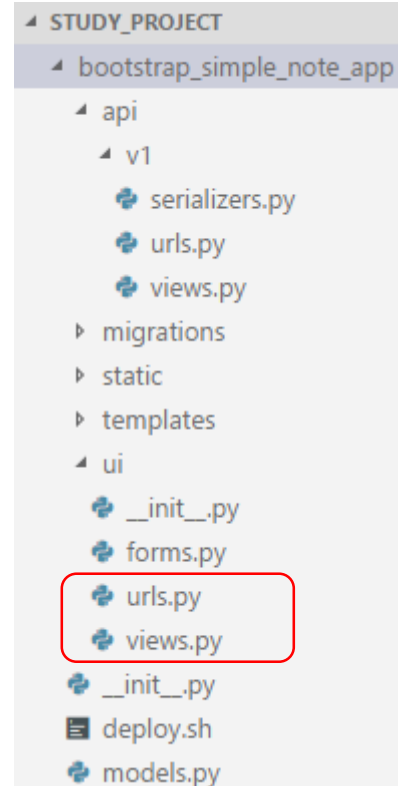 STUDY_PROJECT
bootstrap_simple_note_app
api
v1
serializers.py
urls.py
views.py
migrations
static
templates
ui
__init__.py
forms.py
urls.py
views.py
__init__.py
deploy.sh
models.py